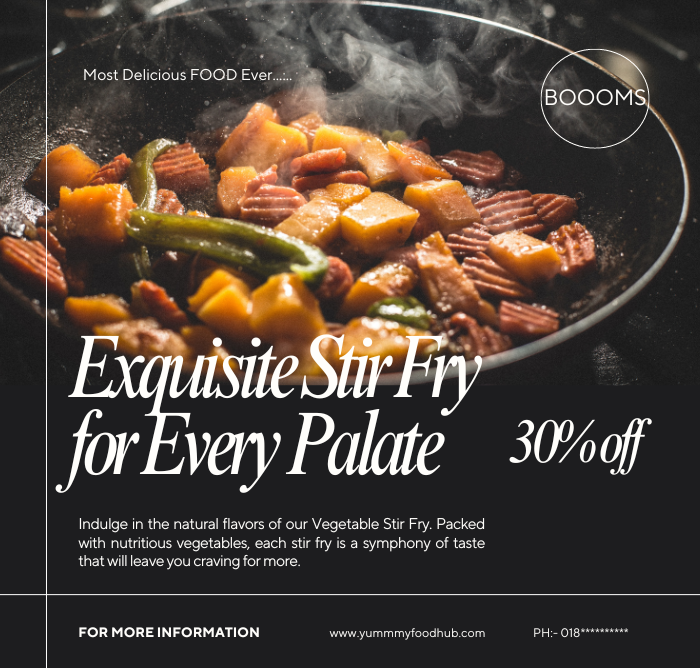 Most Delicious FOOD Ever......
BOOOMS
Exquisite Stir Fry
for Every Palate
30% off
Indulge in the natural flavors of our Vegetable Stir Fry. Packed
with nutritious vegetables, each stir fry is a symphony of taste
that will leave you craving for more.
FOR MORE INFORMATION
www.yummmyfoodhub.com
PH:- 018**********